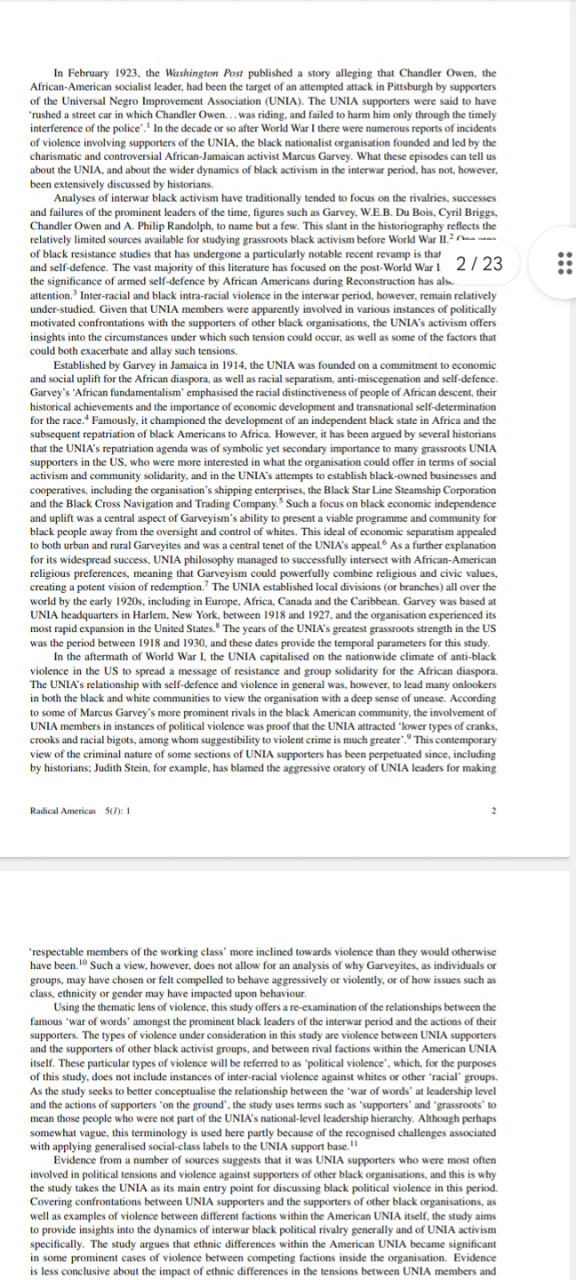 In February 1923, the Washington Post published a story alleging that Chandler Owen, the
African-American socialist leader, had been the target of an attempted attack in Pittsburgh by supporters
of the Universal Negro Improvement Association (UNIA). The UNIA supporters were said to have
'rushed a street car in which Chandler Owen. . . was riding, and failed to harm him only through the timely
interference of the police'.1 In the decade or so after World War I there were numerous reports of incidents
of violence involving supporters of the UNIA, the black nationalist organisation founded and led by the
charismatic and controversial African-Jamaican activist Marcus Garvey. What these episodes can tell us
about the UNIA, and about the wider dynamics of black activism in the interwar period, has not, however,
been extensively discussed by historians.
Analyses of interwar black activism have traditionally tended to focus on the rivalries, successes
and failures of the prominent leaders of the time, figures such as Garvey, W.E.B. Du Bois, Cyril Briggs,
Chandler Owen and A. Philip Randolph, to name but a few. This slant in the historiography reflects the
relatively limited sources available for studying grassroots black activism before World War II.2
of black resistance studies that has undergone a particularly notable recent revamp is that
and self-defence. The vast majority of this literature has focused on the post-World War I
2 / 23
the significance of armed self-defence by African Americans during Reconstruction has
attention.3 Inter-racial and black intra-racial violence in the interwar period, however, remain relatively
under-studied. Given that UNIA members were apparently involved in various instances of politically
motivated confrontations with the supporters of other black organisations, the UNIA's activism offers
insights into the circumstances under which such tension could occur, as well as some of the factors that
could both exacerbate and allay such tensions.
Established by Garvey in Jamaica in 1914, the UNIA was founded on a commitment to economic
and social uplift for the African diaspora, as well as racial separatism, anti-miscegenation and self-defence.
Garvey's 'African fundamentalism' emphasised the racial distinctiveness of people of African descent, their
historical achievements and the importance of economic development and transnational self-determination
for the race.4 Famously, it championed the development of an independent black state in Africa and the
subsequent repatriation of black Americans to Africa. However, it has been argued by several historians
that the UNIA's repatriation agenda was of symbolic yet secondary importance to many grassroots UNIA
supporters in the US, who were more interested in what the organisation could offer in terms of social
activism and community solidarity, and in the UNIA's attempts to establish black-owned businesses and
cooperatives, including the organisation's shipping enterprises, the Black Star Line Steamship Corporation
and the Black Cross Navigation and Trading Company.5 Such a focus on black economic independence
and uplift was a central aspect of Garveyism's ability to present a viable programme and community for
black people away from the oversight and control of whites. This ideal of economic separatism appealed
to both urban and rural Garveyites and was a central tenet of the UNIA's appeal.6 As a further explanation
for its widespread success, UNIA philosophy managed to successfully intersect with African-American
religious preferences, meaning that Garveyism could powerfully combine religious and civic values,
creating a potent vision of redemption.7 The UNIA established local divisions (or branches) all over the
world by the early 1920s, including in Europe, Africa, Canada and the Caribbean. Garvey was based at
UNIA headquarters in Harlem, New York, between 1918 and 1927, and the organisation experienced its
most rapid expansion in the United States.8 The years of the UNIA's greatest grassroots strength in the US
was the period between 1918 and 1930, and these dates provide the temporal parameters for this study.
In the aftermath of World War I, the UNIA capitalised on the nationwide climate of anti-black
violence in the US to spread a message of resistance and group solidarity for the African diaspora.
The UNIA's relationship with self-defence and violence in general was, however, to lead many onlookers
in both the black and white communities to view the organisation with a deep sense of unease. According
to some of Marcus Garvey's more prominent rivals in the black American community, the involvement of
UNIA members in instances of political violence was proof that the UNIA attracted 'lower types of cranks,
crooks and racial bigots, among whom suggestibility to violent crime is much greater'.9 This contemporary
view of the criminal nature of some sections of UNIA supporters has been perpetuated since, including
by historians; Judith Stein, for example, has blamed the aggressive oratory of UNIA leaders for making
Radical Americas 5(1): 1 2
'respectable members of the working class' more inclined towards violence than they would otherwise
have been.10 Such a view, however, does not allow for an analysis of why Garveyites, as individuals or
groups, may have chosen or felt compelled to behave aggressively or violently, or of how issues such as
class, ethnicity or gender may have impacted upon behaviour.
Using the thematic lens of violence, this study offers a re-examination of the relationships between the
famous 'war of words' amongst the prominent black leaders of the interwar period and the actions of their
supporters. The types of violence under consideration in this study are violence between UNIA supporters
and the supporters of other black activist groups, and between rival factions within the American UNIA
itself. These particular types of violence will be referred to as 'political violence', which, for the purposes
of this study, does not include instances of inter-racial violence against whites or other 'racial' groups.
As the study seeks to better conceptualise the relationship between the 'war of words' at leadership level
and the actions of supporters 'on the ground', the study uses terms such as 'supporters' and 'grassroots' to
mean those people who were not part of the UNIA's national-level leadership hierarchy. Although perhaps
somewhat vague, this terminology is used here partly because of the recognised challenges associated
with applying generalised social-class labels to the UNIA support base.11
Evidence from a number of sources suggests that it was UNIA supporters who were most often
involved in political tensions and violence against supporters of other black organisations, and this is why
the study takes the UNIA as its main entry point for discussing black political violence in this period.
Covering confrontations between UNIA supporters and the supporters of other black organisations, as
well as examples of violence between different factions within the American UNIA itself, the study aims
to provide insights into the dynamics of interwar black political rivalry generally and of UNIA activism
specifically. The study argues that ethnic differences within the American UNIA became significant
in some prominent cases of violence between competing factions inside the organisation. Evidence
is less conclusive about the impact of ethnic differences in the tensions between UNIA members and